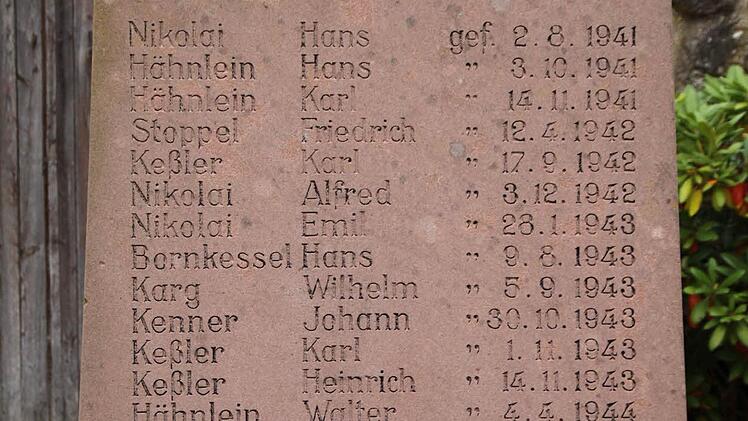 Nikolai Hans gef. 2.8.1941
Hähnlein Hans " 3.10.1941
Hähnlein Karl " 14.11.1941
Stoppel Friedrich " 12.4.1942
Keßler Karl " 17.9.1942
Nikolai Alfred " 3.12.1942
Nikolai Emil " 28.1.1943
Bornkessel Hans " 9.8.1943
Karg Wilhelm " 5.9.1943
Kenner Johann " 30.10.1943
Keßler Karl " 1.11.1943
Keßler Heinrich " 14.11.1943
Hähnlein Walter " 4.4.1944